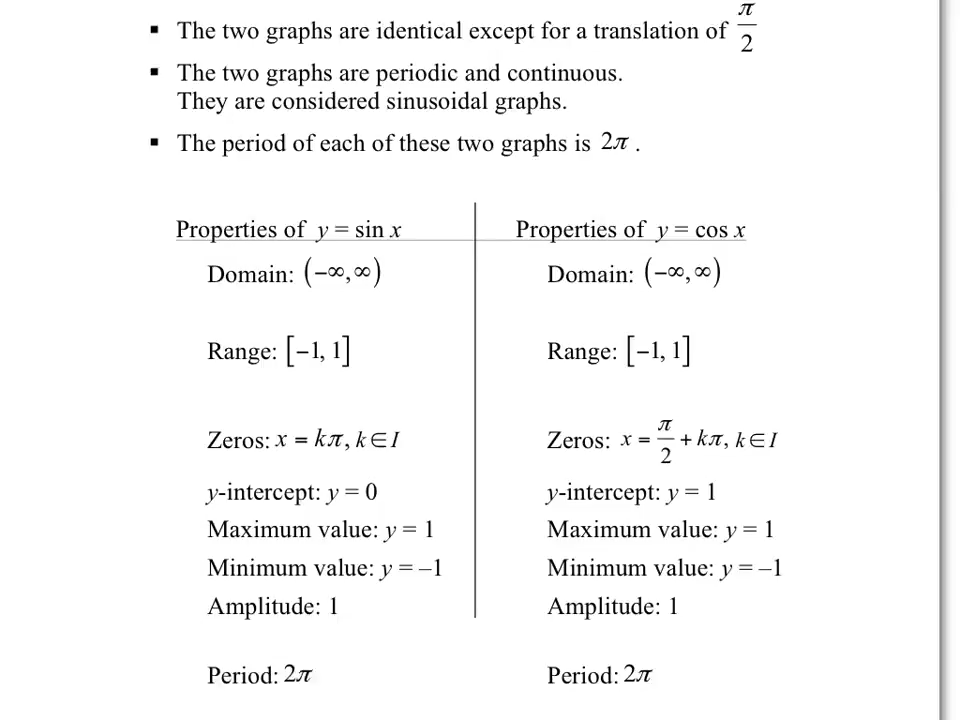 ▪ The two graphs are identical except for a translation of π/2
▪ The two graphs are periodic and continuous.
They are considered sinusoidal graphs.
▪ The period of each of these two graphs is 2π .
Properties of y = sin x
Domain: (−∞, ∞)
Range: [−1, 1]
Zeros: x = kπ, k ∈ I
y-intercept: y = 0
Maximum value: y = 1
Minimum value: y = –1
Amplitude: 1
Period: 2π
Properties of y = cos x
Domain: (−∞, ∞)
Range: [−1, 1]
Zeros: x = π/2 + kπ, k ∈ I
y-intercept: y = 1
Maximum value: y = 1
Minimum value: y = –1
Amplitude: 1
Period: 2π